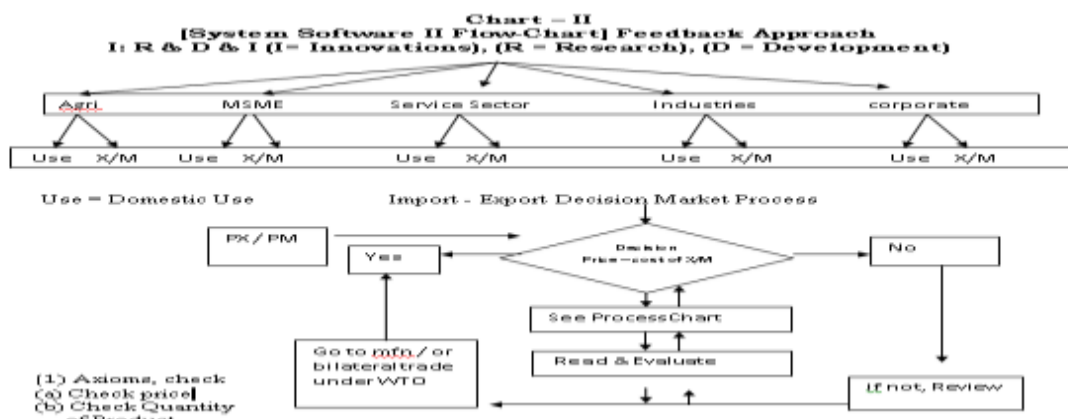 Chart – II
[System Software II Flow-Chart] Feedback Approach
I: R & D & I (I= Innovations), (R = Research), (D = Development)
Agri MSME Service Sector Industries corporate
Use X/M Use X/M Use X/M Use X/M Use X/M
Use = Domestic Use Import - Export Decision Market Process
PX / PM
Yes
Decision
Price – cost of X/M
No
See Process Chart
Read & Evaluate
Go to mfn / or
bilateral trade
under WTO
If not, Review
(1) Axioms, check
(a) Check price
(b) Check Quantity
of Product